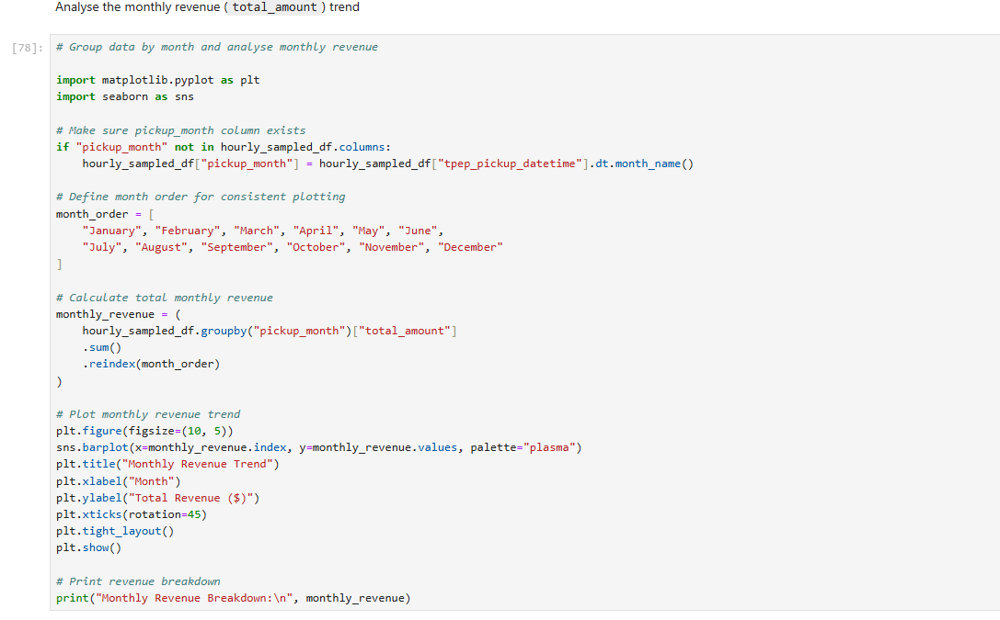 Analyse the monthly revenue ( total_amount ) trend
[78]: # Group data by month and analyse monthly revenue
import matplotlib.pyplot as plt
import seaborn as sns
# Make sure pickup_month column exists
if "pickup_month" not in hourly_sampled_df.columns:
    hourly_sampled_df["pickup_month"] = hourly_sampled_df["tpep_pickup_datetime"].dt.month_name()
# Define month order for consistent plotting
month_order = [
    "January", "February", "March", "April", "May", "June",
    "July", "August", "September", "October", "November", "December"
]
# Calculate total monthly revenue
monthly_revenue = (
    hourly_sampled_df.groupby("pickup_month")["total_amount"]
    .sum()
    .reindex(month_order)
)
# Plot monthly revenue trend
plt.figure(figsize=(10, 5))
sns.barplot(x=monthly_revenue.index, y=monthly_revenue.values, palette="plasma")
plt.title("Monthly Revenue Trend")
plt.xlabel("Month")
plt.ylabel("Total Revenue ($)")
plt.xticks(rotation=45)
plt.tight_layout()
plt.show()
# Print revenue breakdown
print("Monthly Revenue Breakdown:\n", monthly_revenue)